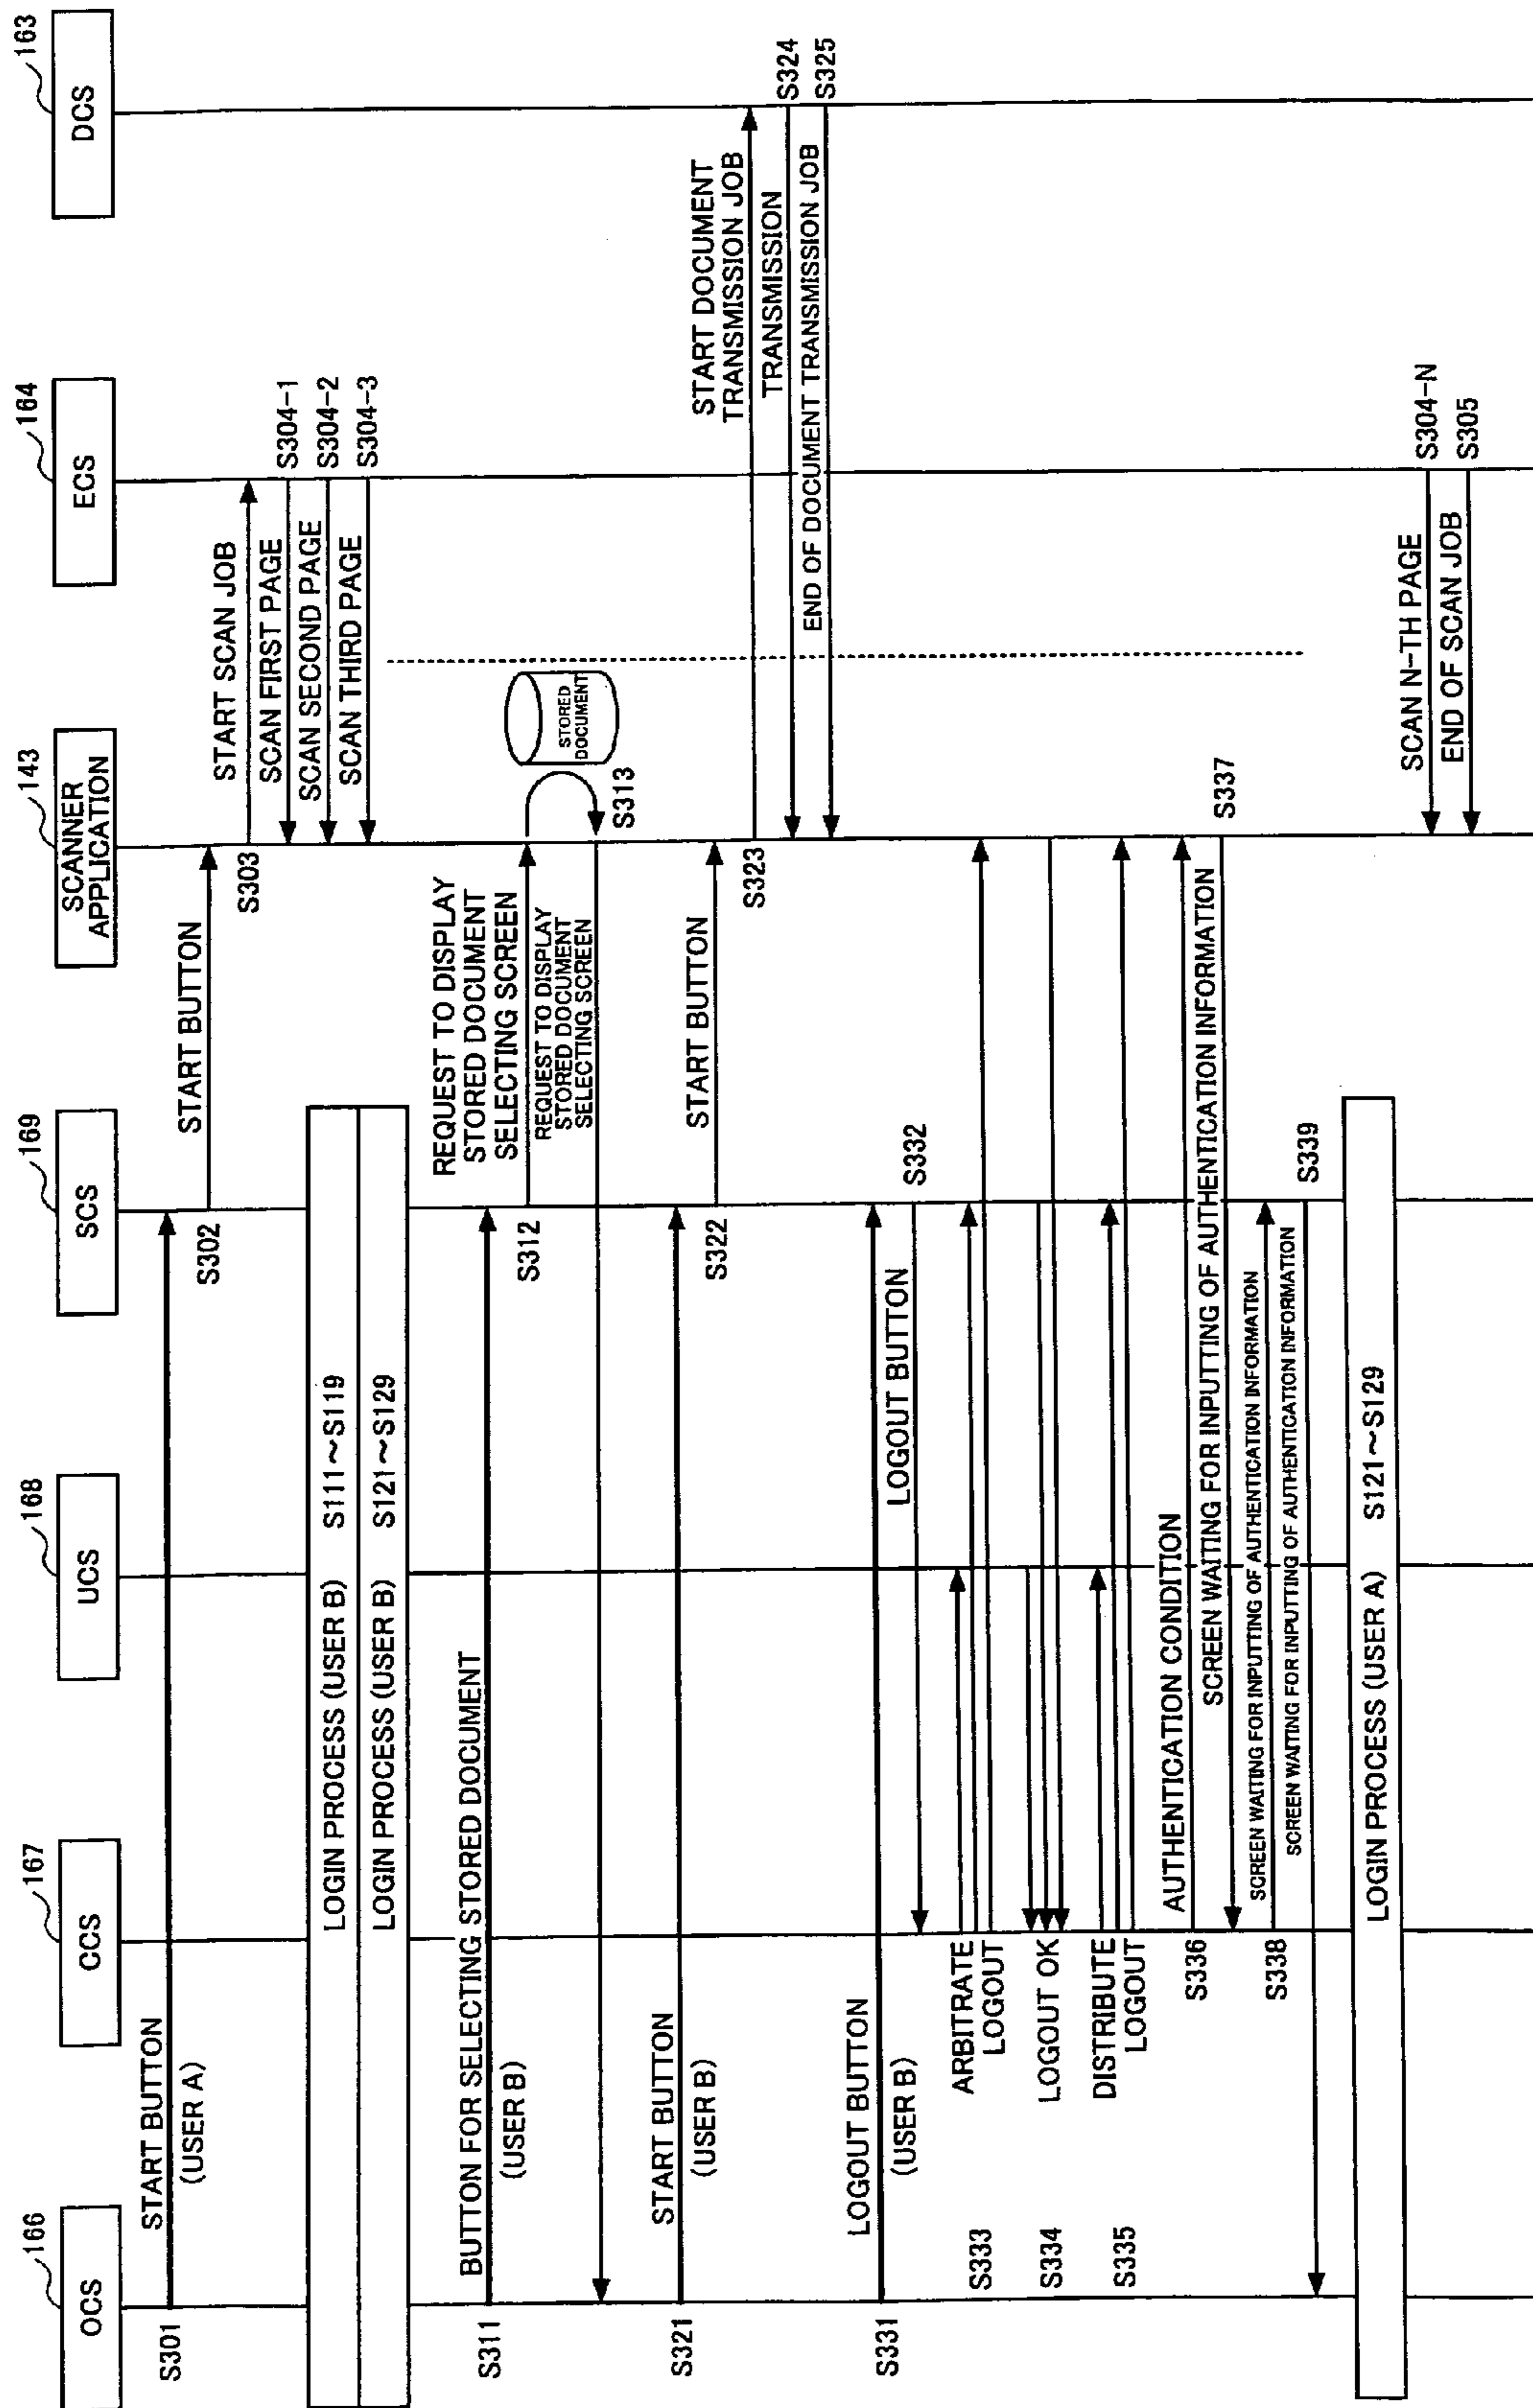 166
OCS
167
CCS
168
UCS
169
SCS
143
SCANNER
APPLICATION
164
ECS
163
DCS
S301
START BUTTON
(USER A)
S302
START BUTTON
S303
START SCAN JOB
SCAN FIRST PAGE
S304-1
SCAN SECOND PAGE
S304-2
SCAN THIRD PAGE
S304-3
LOGIN PROCESS (USER B) S111~S119
LOGIN PROCESS (USER B) S121~S129
S311
BUTTON FOR SELECTING STORED DOCUMENT
(USER B)
S312
REQUEST TO DISPLAY
STORED DOCUMENT
SELECTING SCREEN
REQUEST TO DISPLAY
STORED DOCUMENT
SELECTING SCREEN
STORED
DOCUMENT
S313
S321
START BUTTON
(USER B)
S322
START BUTTON
S323
START DOCUMENT
TRANSMISSION JOB
TRANSMISSION
S324
END OF DOCUMENT TRANSMISSION JOB
S325
S331
LOGOUT BUTTON
(USER B)
LOGOUT BUTTON
S332
S333
ARBITRATE
LOGOUT
S334
LOGOUT OK
S335
DISTRIBUTE
LOGOUT
S336
AUTHENTICATION CONDITION
SCREEN WAITING FOR INPUTTING OF AUTHENTICATION INFORMATION
S337
S338
SCREEN WAITING FOR INPUTTING OF AUTHENTICATION INFORMATION
SCREEN WAITING FOR INPUTTING OF AUTHENTICATION INFORMATION
S339
LOGIN PROCESS (USER A) S121~S129
SCAN N-TH PAGE
S304-N
END OF SCAN JOB
S305